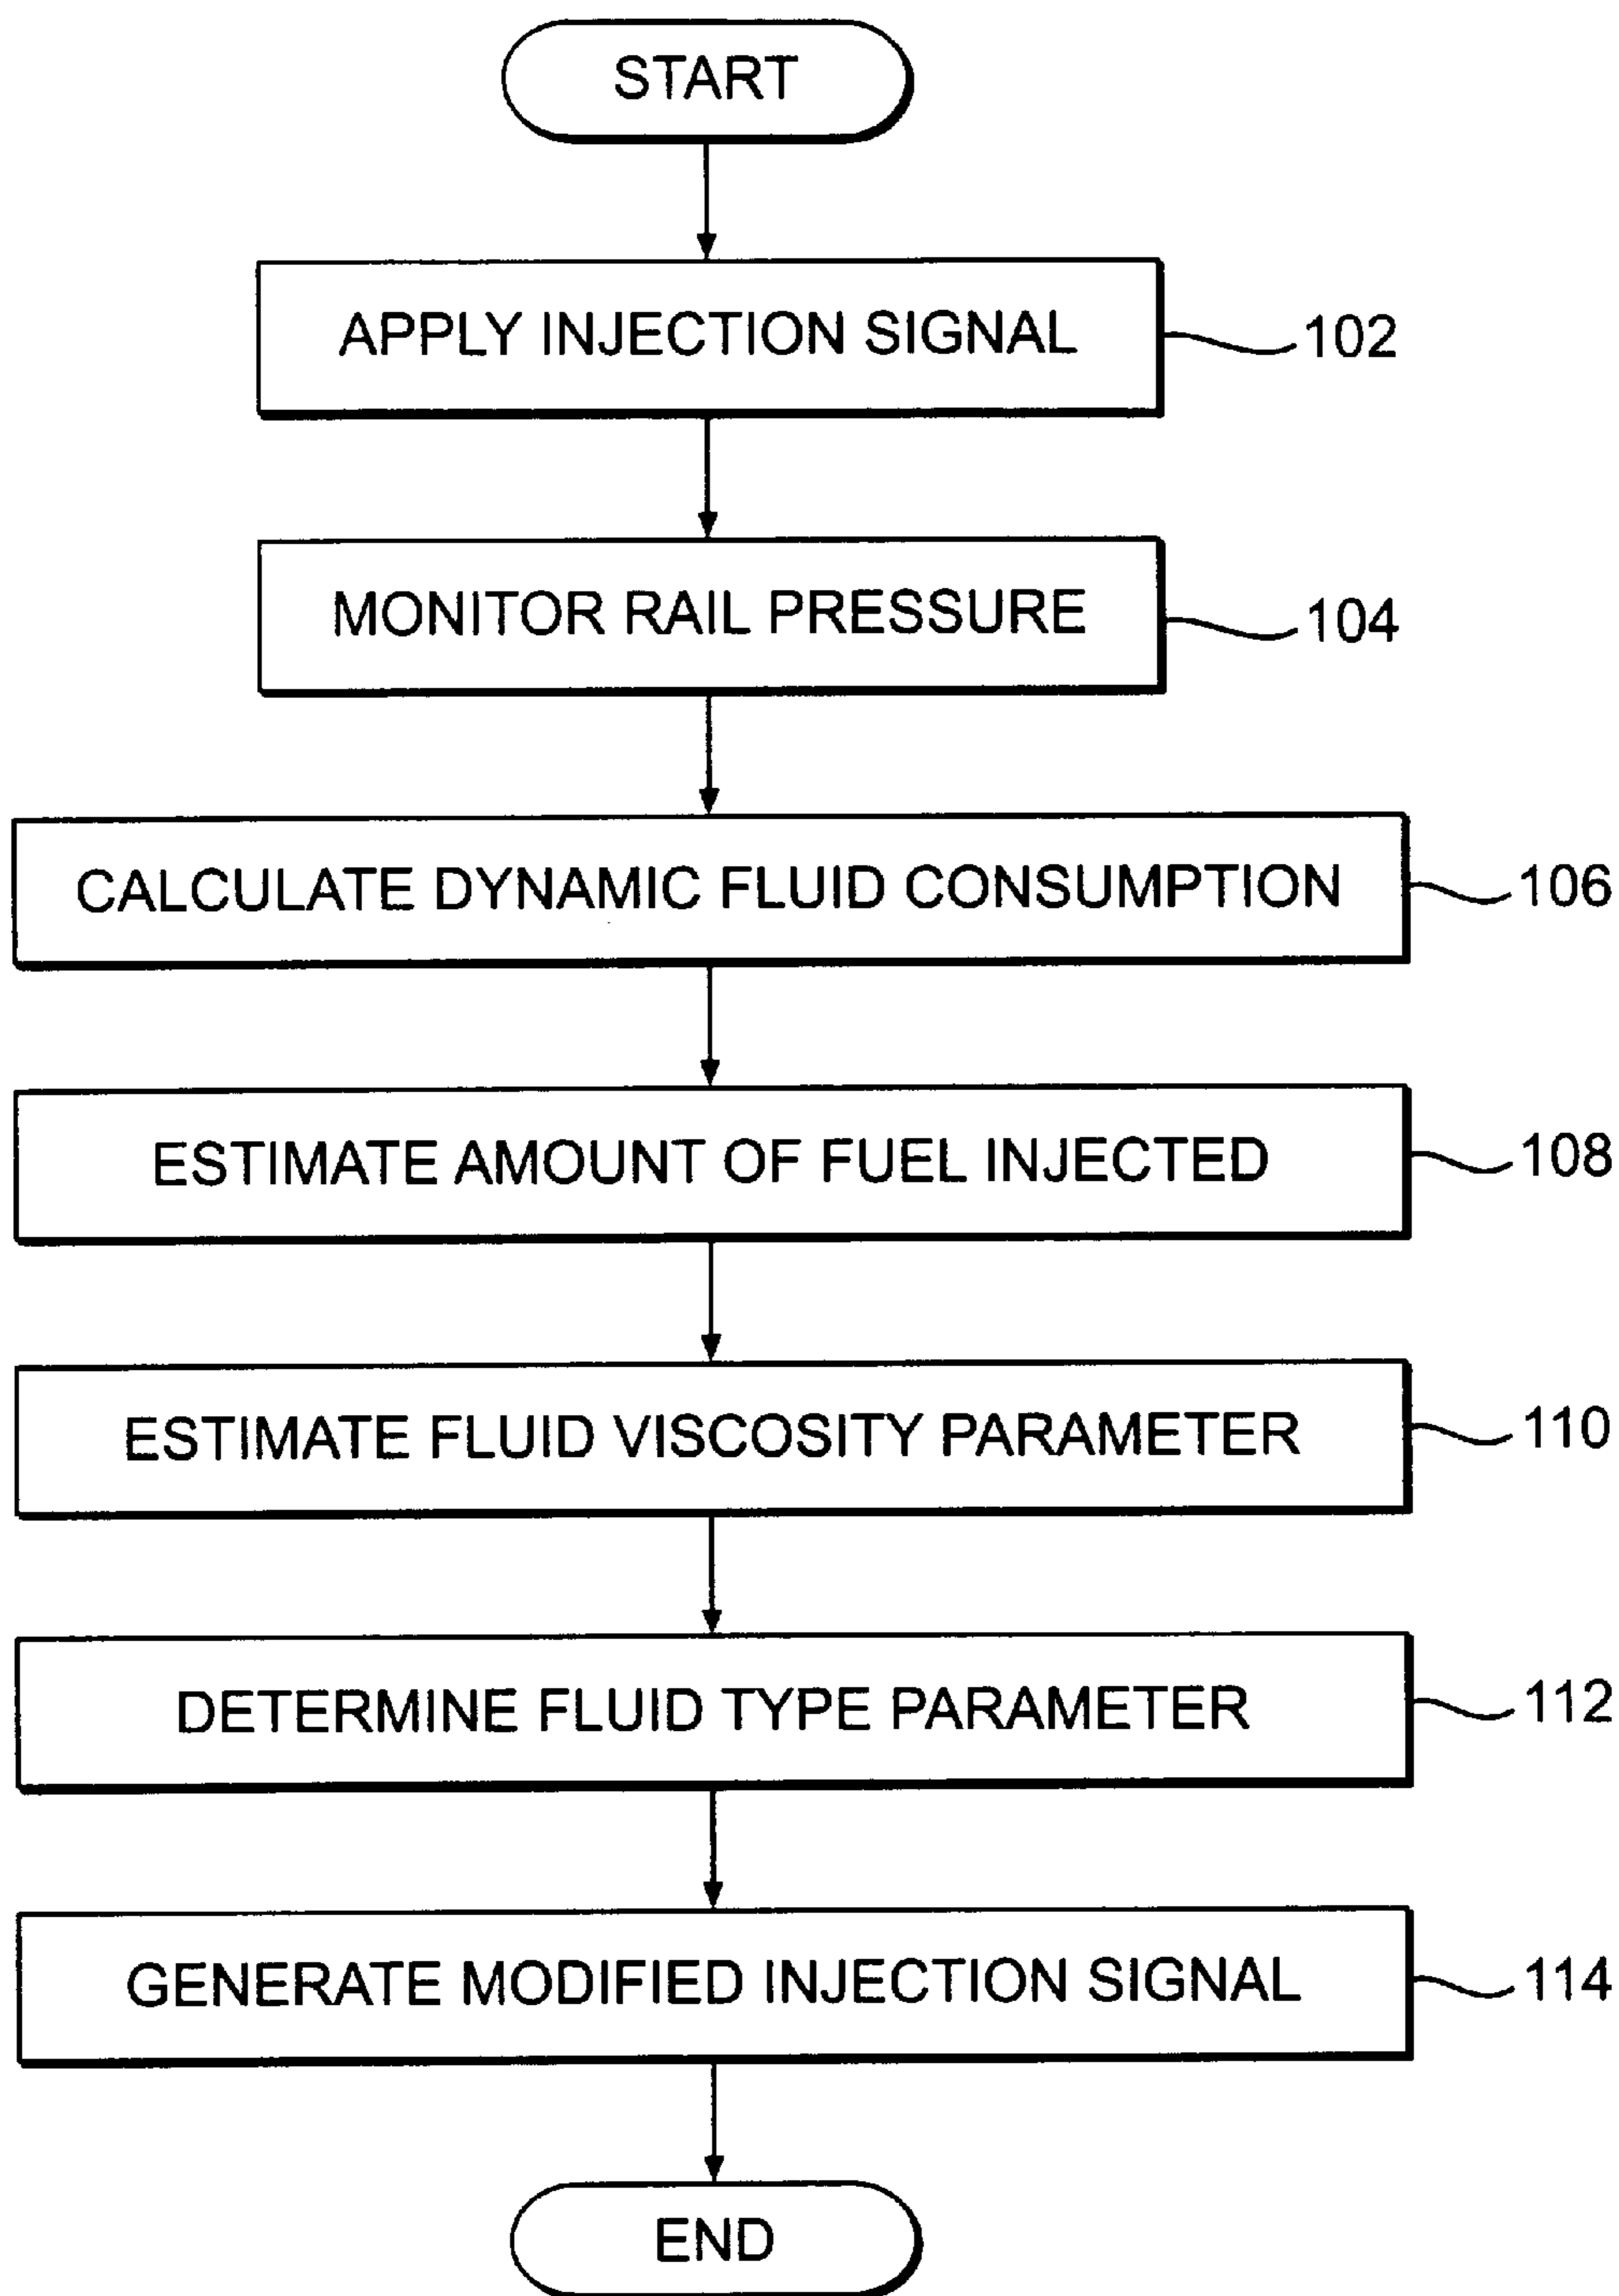 START
APPLY INJECTION SIGNAL
102
MONITOR RAIL PRESSURE
104
CALCULATE DYNAMIC FLUID CONSUMPTION
106
ESTIMATE AMOUNT OF FUEL INJECTED
108
ESTIMATE FLUID VISCOSITY PARAMETER
110
DETERMINE FLUID TYPE PARAMETER
112
GENERATE MODIFIED INJECTION SIGNAL
114
END